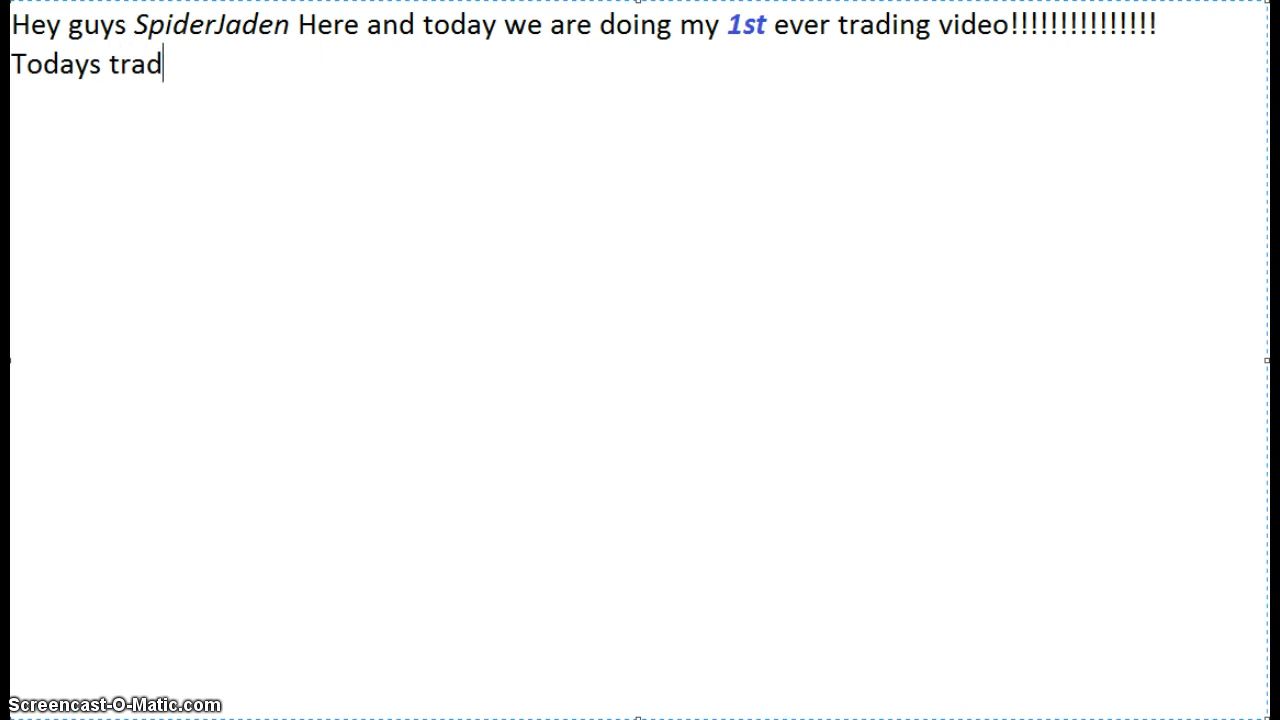 Hey guys SpiderJaden Here and today we are doing my 1st ever trading video!!!!!!!!!!!!!!!
Todays trad
Screencast-O-Matic.com